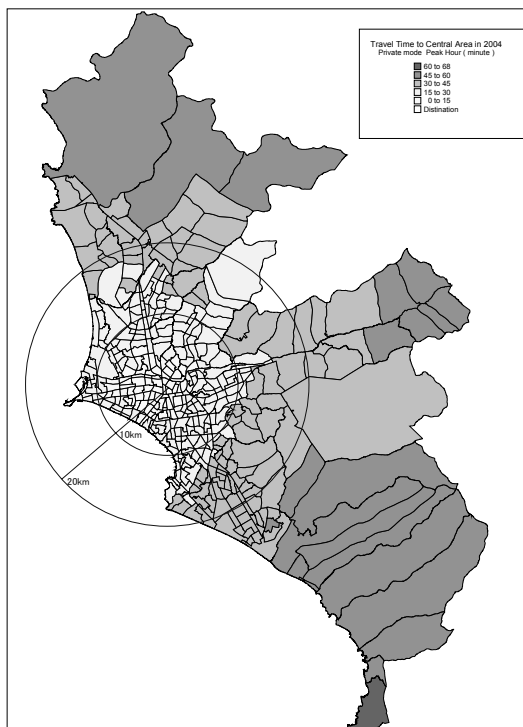 Travel Time to Central Area in 2004
Private mode Peak Hour ( minute )
60 to 68
45 to 60
30 to 45
15 to 30
0 to 15
Distination
10km
20km